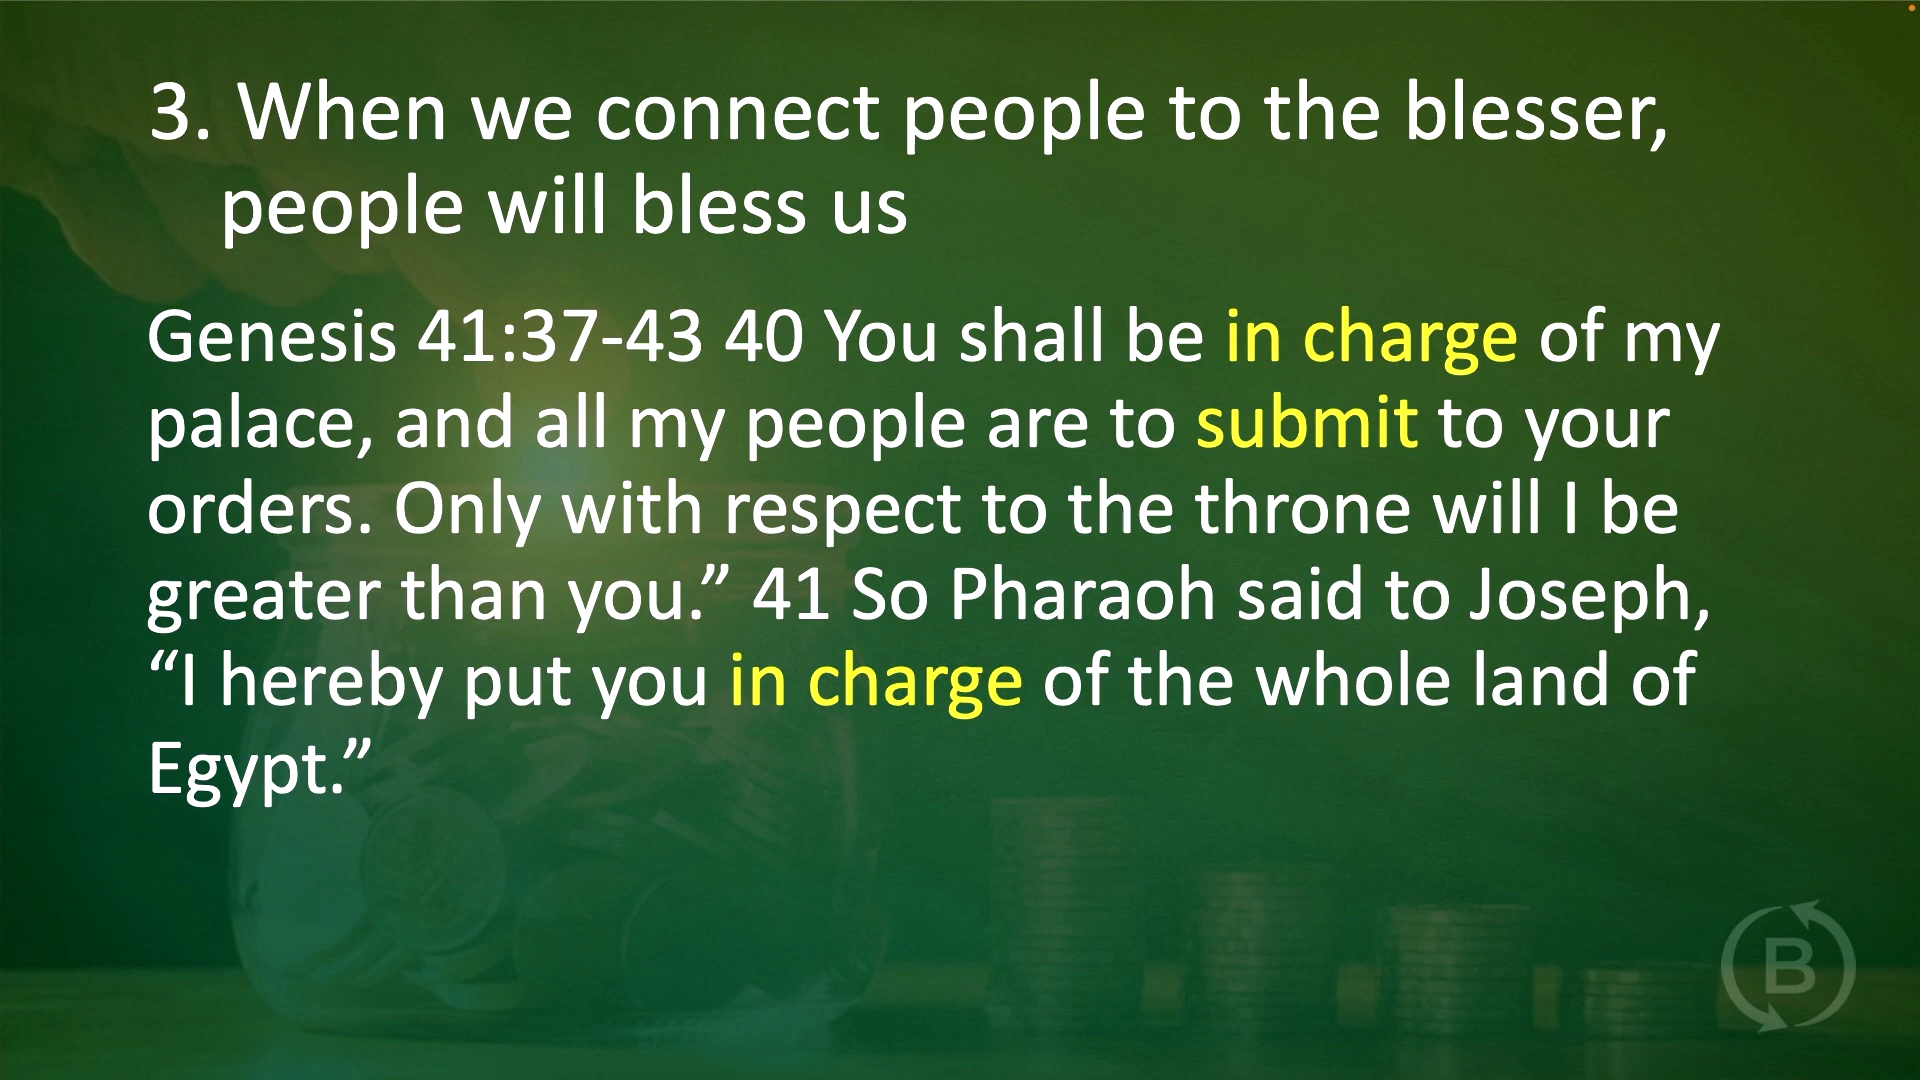 3. When we connect people to the blesser,
people will bless us
Genesis 41:37-43 40 You shall be in charge of my
palace, and all my people are to submit to your
orders. Only with respect to the throne will I be
greater than you.” 41 So Pharaoh said to Joseph,
“I hereby put you in charge of the whole land of
Egypt.”
B